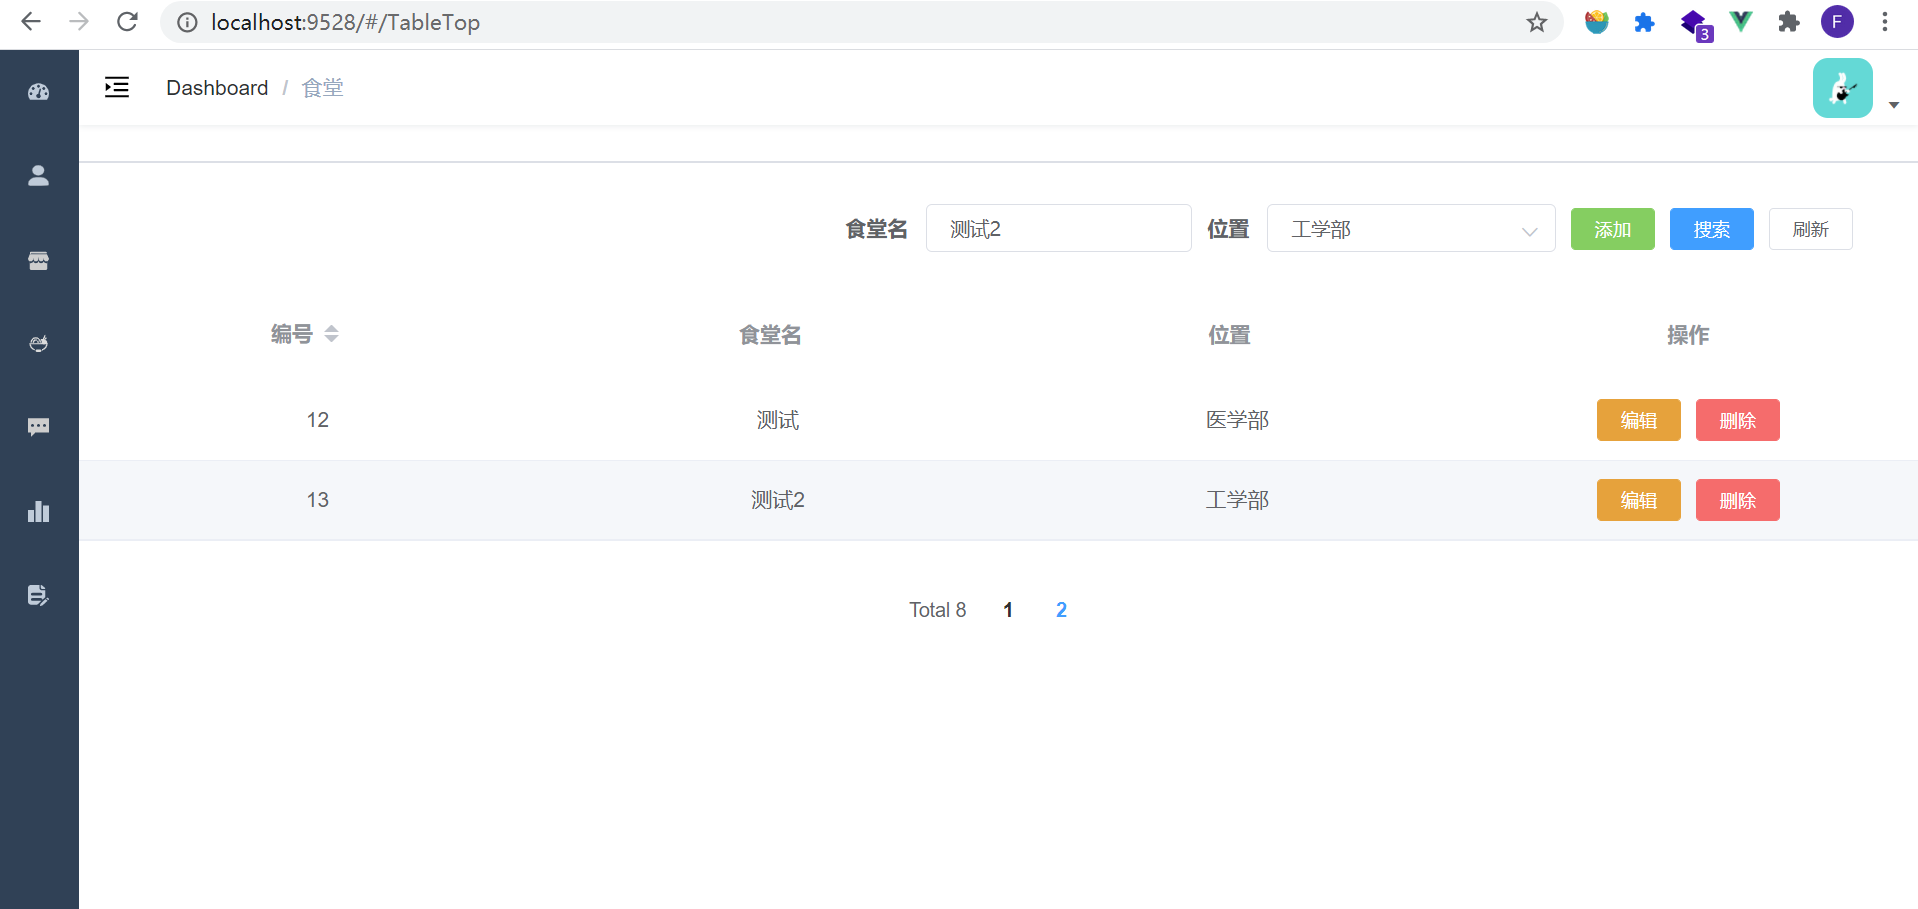 localhost:9528/#/TableTop
3
F
Dashboard / 食堂
食堂名 测试2 位置 工学部 添加 搜索 刷新
编号 食堂名 位置 操作
12 测试 医学部 编辑 删除
13 测试2 工学部 编辑 删除
Total 8 1 2